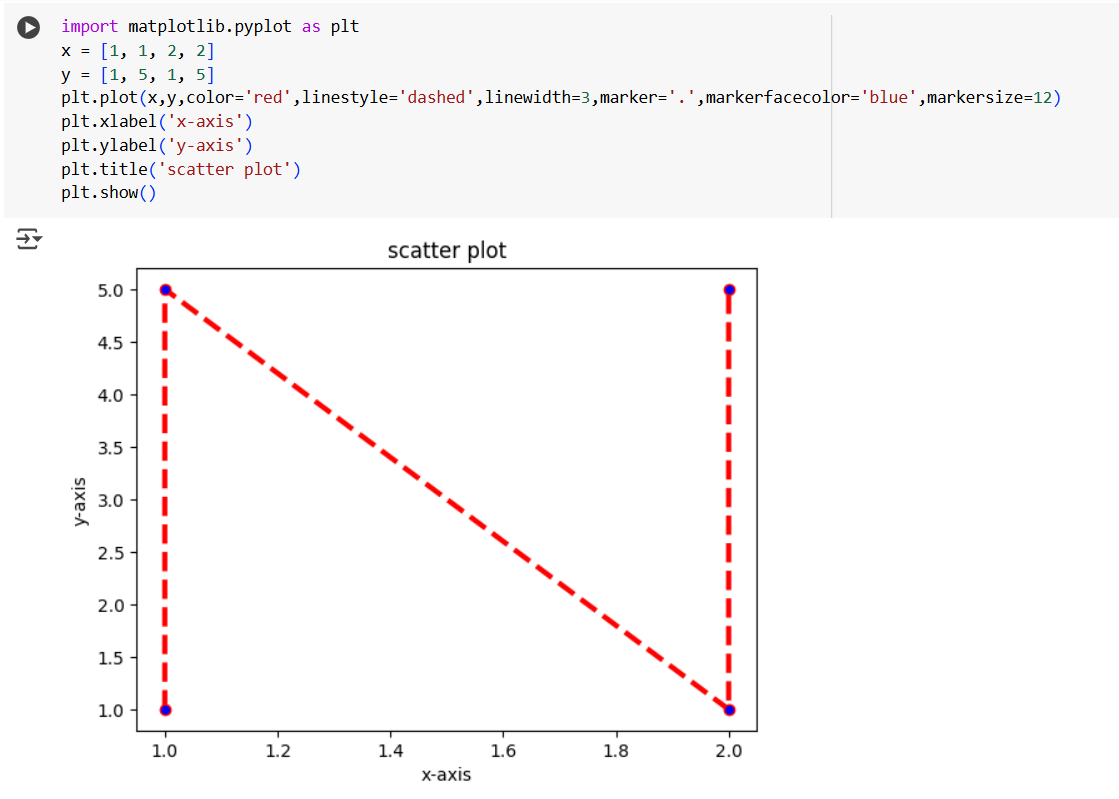 import matplotlib.pyplot as plt
x = [1, 1, 2, 2]
y = [1, 5, 1, 5]
plt.plot(x,y,color='red',linestyle='dashed',linewidth=3,marker='.',markerfacecolor='blue',markersize=12)
plt.xlabel('x-axis')
plt.ylabel('y-axis')
plt.title('scatter plot')
plt.show()
scatter plot
5.0
4.5
4.0
3.5
3.0
2.5
2.0
1.5
1.0
y-axis
1.0 1.2 1.4 1.6 1.8 2.0
x-axis